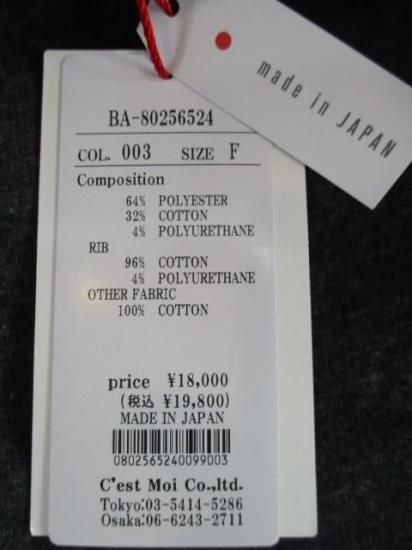 made in JAPAN
BA-80256524
COL. 003 SIZE F
Composition
64% POLYESTER
32% COTTON
4% POLYURETHANE
RIB
96% COTTON
4% POLYURETHANE
OTHER FABRIC
100% COTTON
price ¥18,000
(税込 ¥19,800)
MADE IN JAPAN
0802565240099003
C'est Moi Co.,ltd.
Tokyo:03-5414-5286
Osaka:06-6243-2711